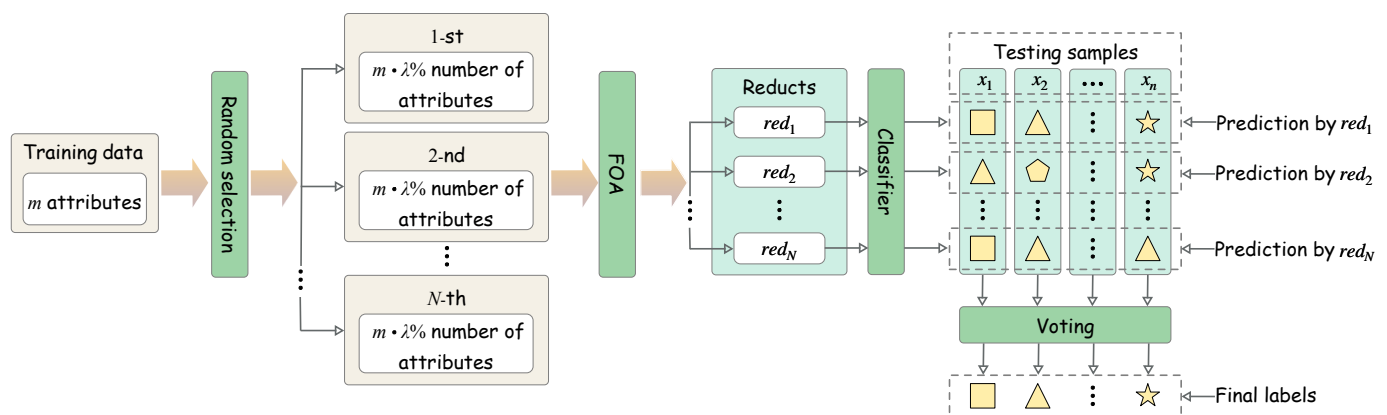 Training data
m attributes
Random selection
1-st
m • λ% number of
attributes
2-nd
m • λ% number of
attributes
N-th
m • λ% number of
attributes
FOA
Reducts
red₁
red₂
red_N
Classifier
Testing samples
x₁ x₂ ... xₙ
Prediction by red₁
Prediction by red₂
Prediction by red_N
Voting
Final labels